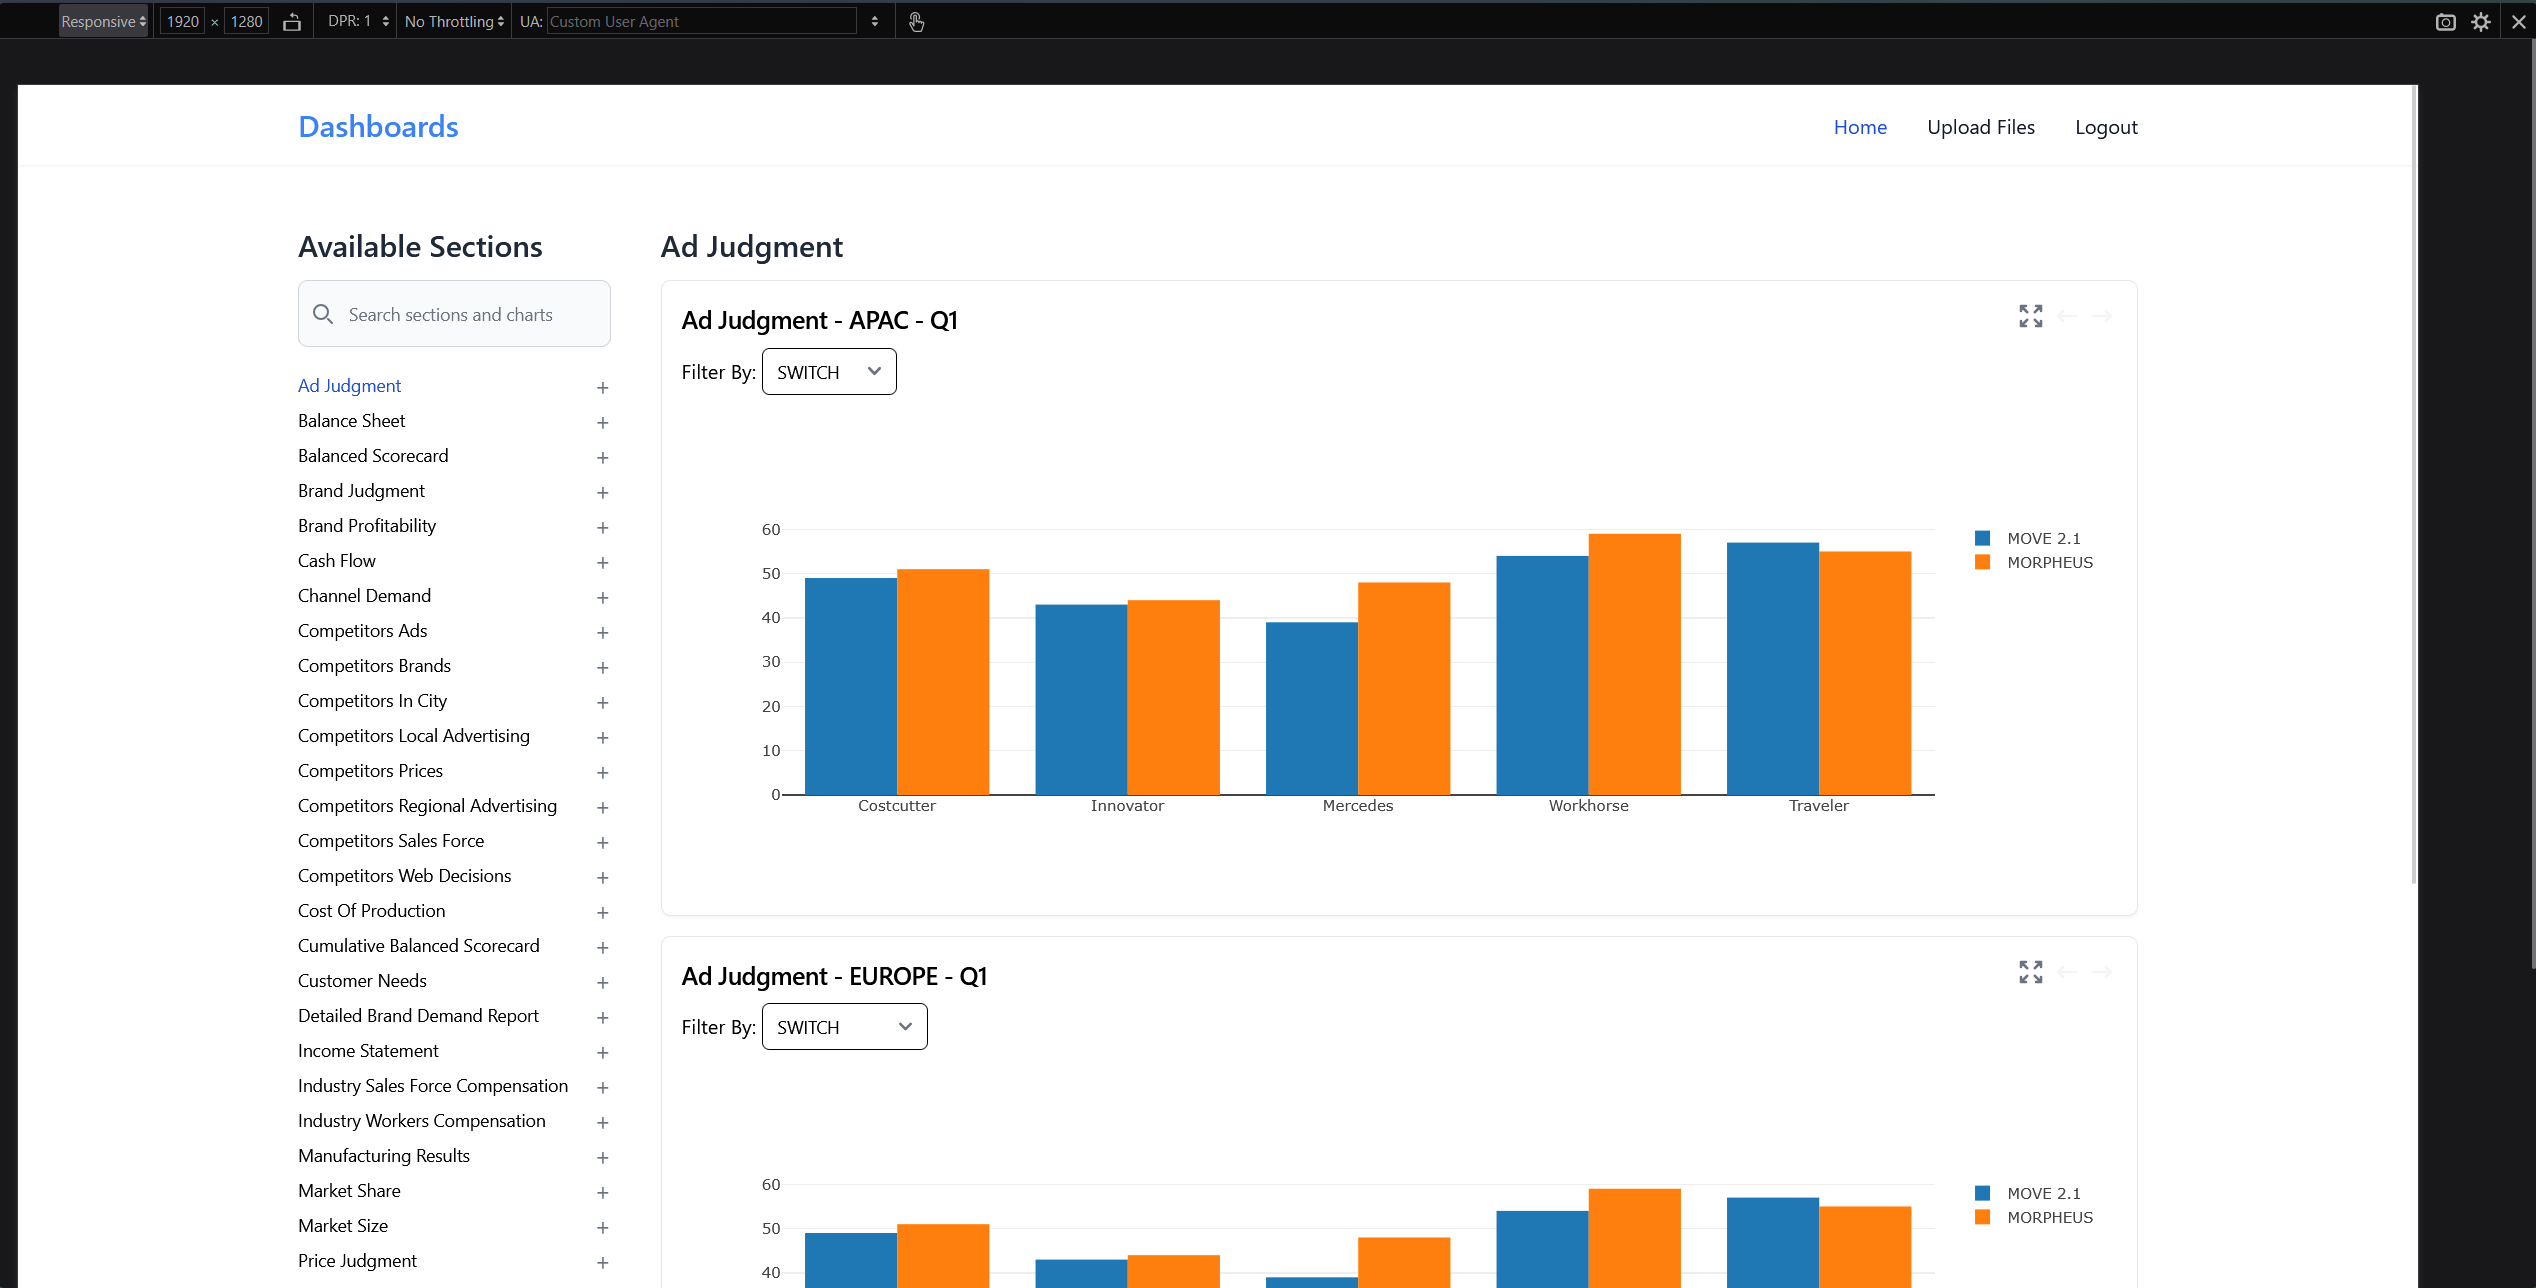 Responsive 1920 × 1280 DPR: 1 No Throttling UA: Custom User Agent
Dashboards
Home Upload Files Logout
Available Sections
Search sections and charts
Ad Judgment +
Balance Sheet +
Balanced Scorecard +
Brand Judgment +
Brand Profitability +
Cash Flow +
Channel Demand +
Competitors Ads +
Competitors Brands +
Competitors In City +
Competitors Local Advertising +
Competitors Prices +
Competitors Regional Advertising +
Competitors Sales Force +
Competitors Web Decisions +
Cost Of Production +
Cumulative Balanced Scorecard +
Customer Needs +
Detailed Brand Demand Report +
Income Statement +
Industry Sales Force Compensation +
Industry Workers Compensation +
Manufacturing Results +
Market Share +
Market Size +
Price Judgment +
Ad Judgment
Ad Judgment - APAC - Q1
Filter By: SWITCH
60
50
40
30
20
10
0
Costcutter Innovator Mercedes Workhorse Traveler
MOVE 2.1
MORPHEUS
Ad Judgment - EUROPE - Q1
Filter By: SWITCH
60
50
40
MOVE 2.1
MORPHEUS